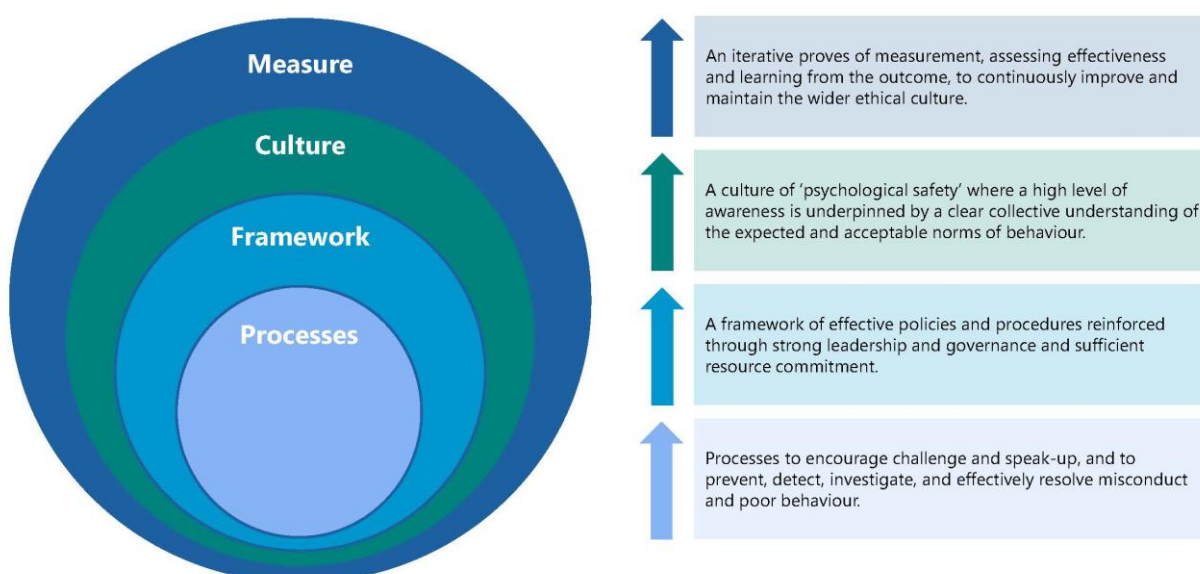 Measure
Culture
Framework
Processes
An iterative proves of measurement, assessing effectiveness
and learning from the outcome, to continuously improve and
maintain the wider ethical culture.
A culture of ‘psychological safety’ where a high level of
awareness is underpinned by a clear collective understanding of
the expected and acceptable norms of behaviour.
A framework of effective policies and procedures reinforced
through strong leadership and governance and sufficient
resource commitment.
Processes to encourage challenge and speak-up, and to
prevent, detect, investigate, and effectively resolve misconduct
and poor behaviour.